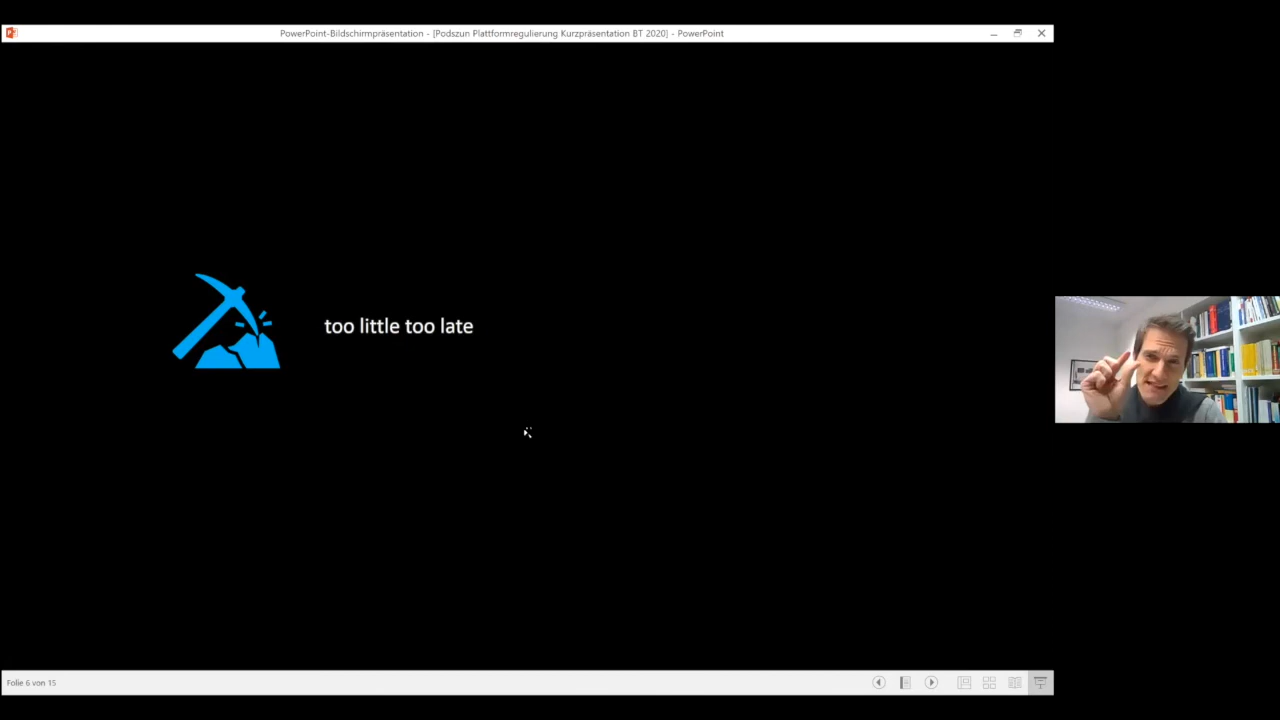 PowerPoint-Bildschirmpräsentation - [Podszun Plattformregulierung Kurzpräsentation BT 2020] - PowerPoint
too little too late
Folie 6 von 15